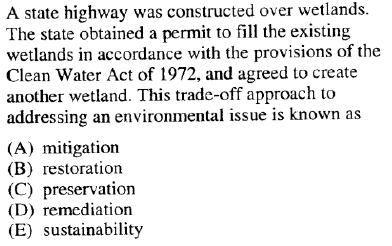 A state highway was constructed over wetlands.
The state obtained a permit to fill the existing
wetlands in accordance with the provisions of the
Clean Water Act of 1972, and agreed to create
another wetland. This trade-off approach to
addressing an environmental issue is known as
(A) mitigation
(B) restoration
(C) preservation
(D) remediation
(E) sustainability